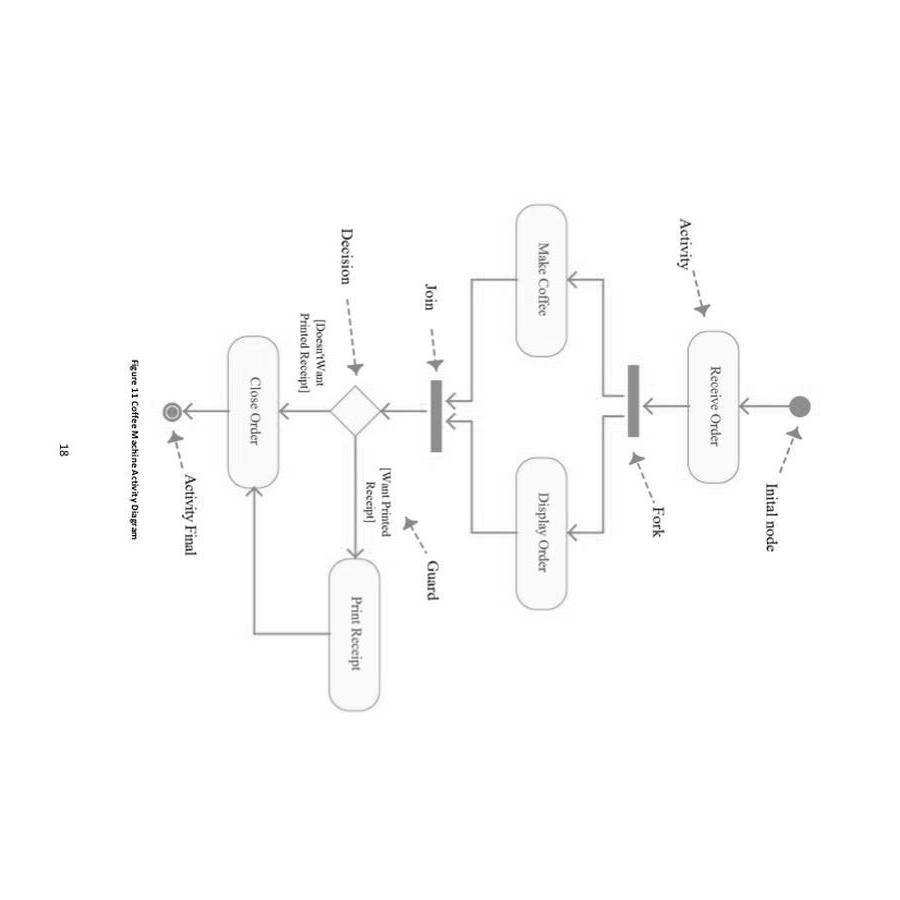 Inital node
Receive Order
Activity
Fork
Make Coffee
Display Order
Join
Guard
[Want Printed
Receipt]
Decision
[Doesn'tWant
Printed Receipt]
Print Receipt
Close Order
Activity Final
Figure 11 Coffee Machine Activity Diagram
18